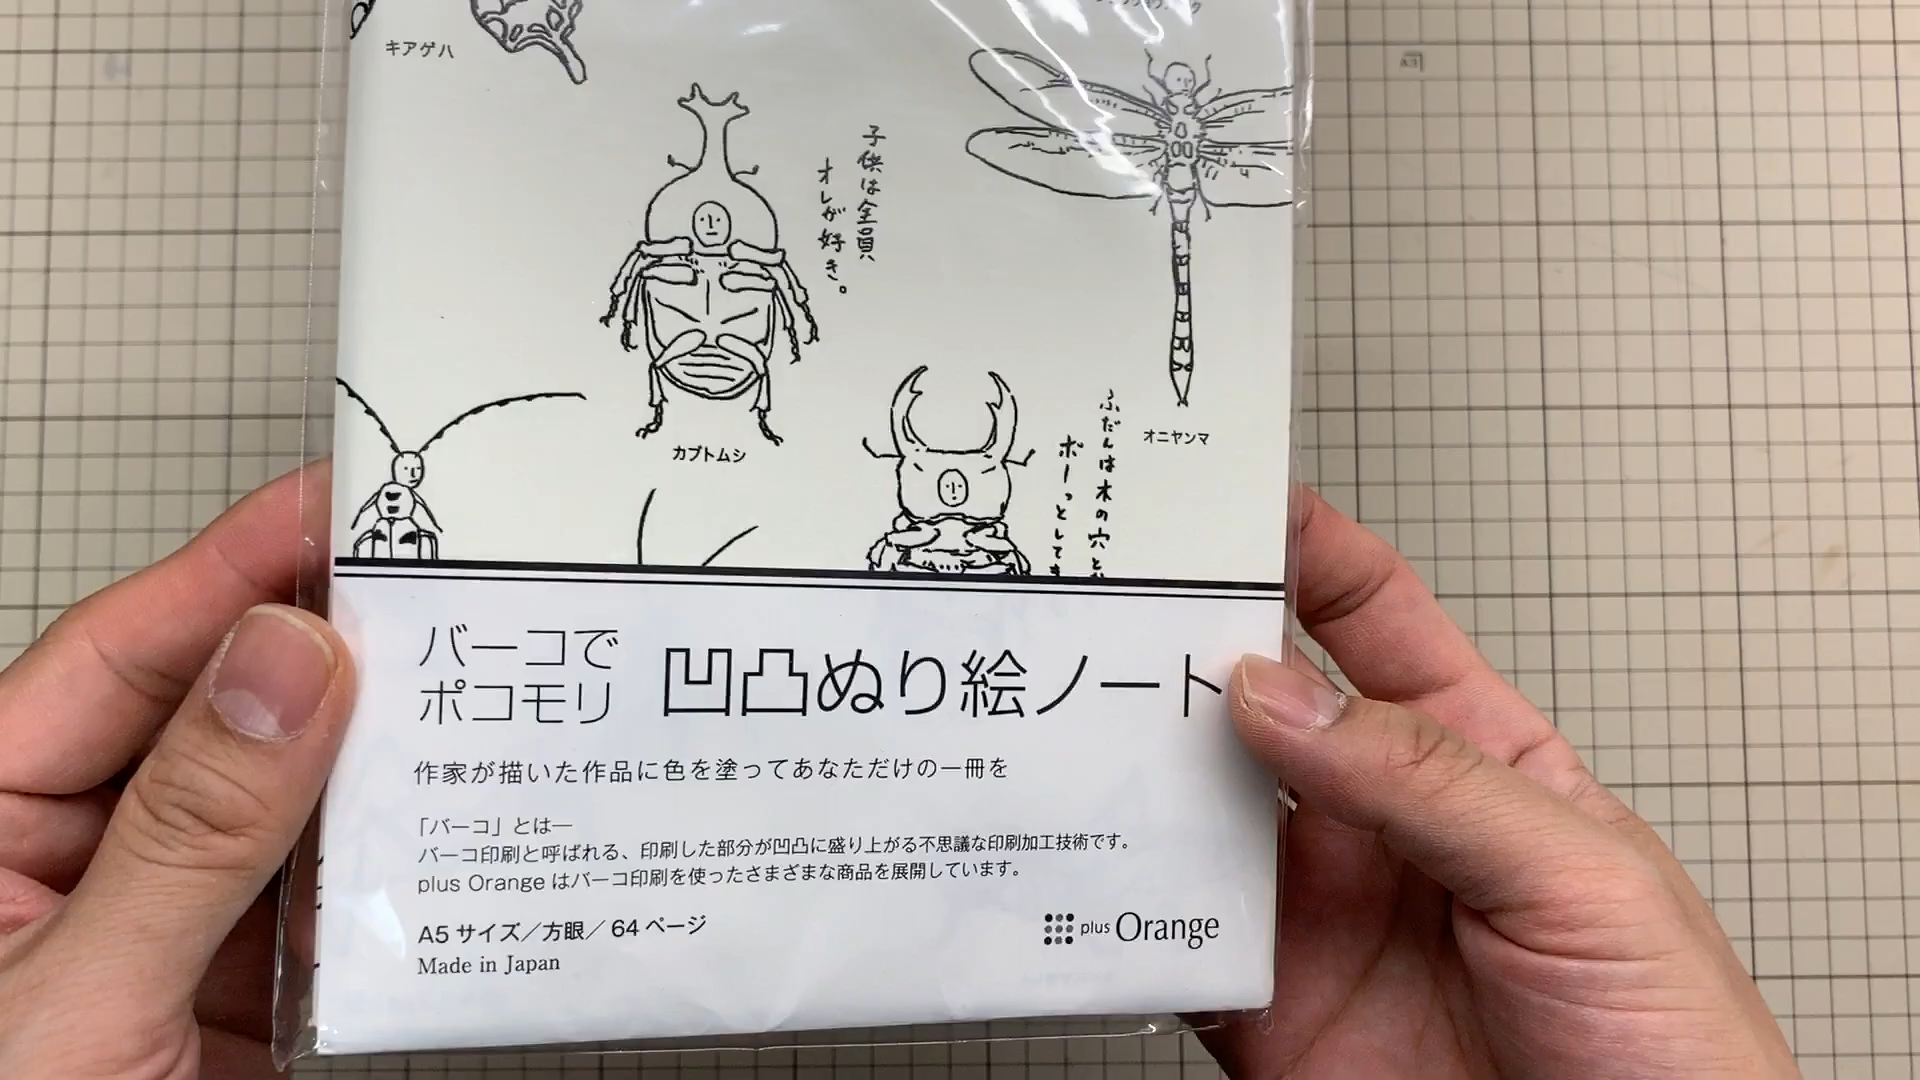 キアゲハ
子供は全員
オレが好き。
カブトムシ
オニヤンマ
ふだんは木の穴と
ボーっとして
バーコで
ポコモリ
凹凸ぬり絵ノート
作家が描いた作品に色を塗ってあなただけの一冊を
「バーコ」とは―
バーコ印刷と呼ばれる、印刷した部分が凹凸に盛り上がる不思議な印刷加工技術です。
plus Orange はバーコ印刷を使ったさまざまな商品を展開しています。
A5 サイズ／方眼／ 64 ページ
Made in Japan
plus Orange